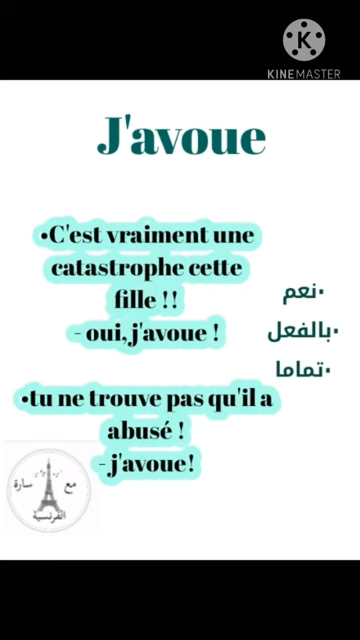 KINEMASTER
J'avoue
•C'est vraiment une
catastrophe cette
fille !!
- oui, j'avoue !
•نعم
•بالفعل
•تماما
•tu ne trouve pas qu'il a
abusé !
- j'avoue!
مع سارة
الفرنسية